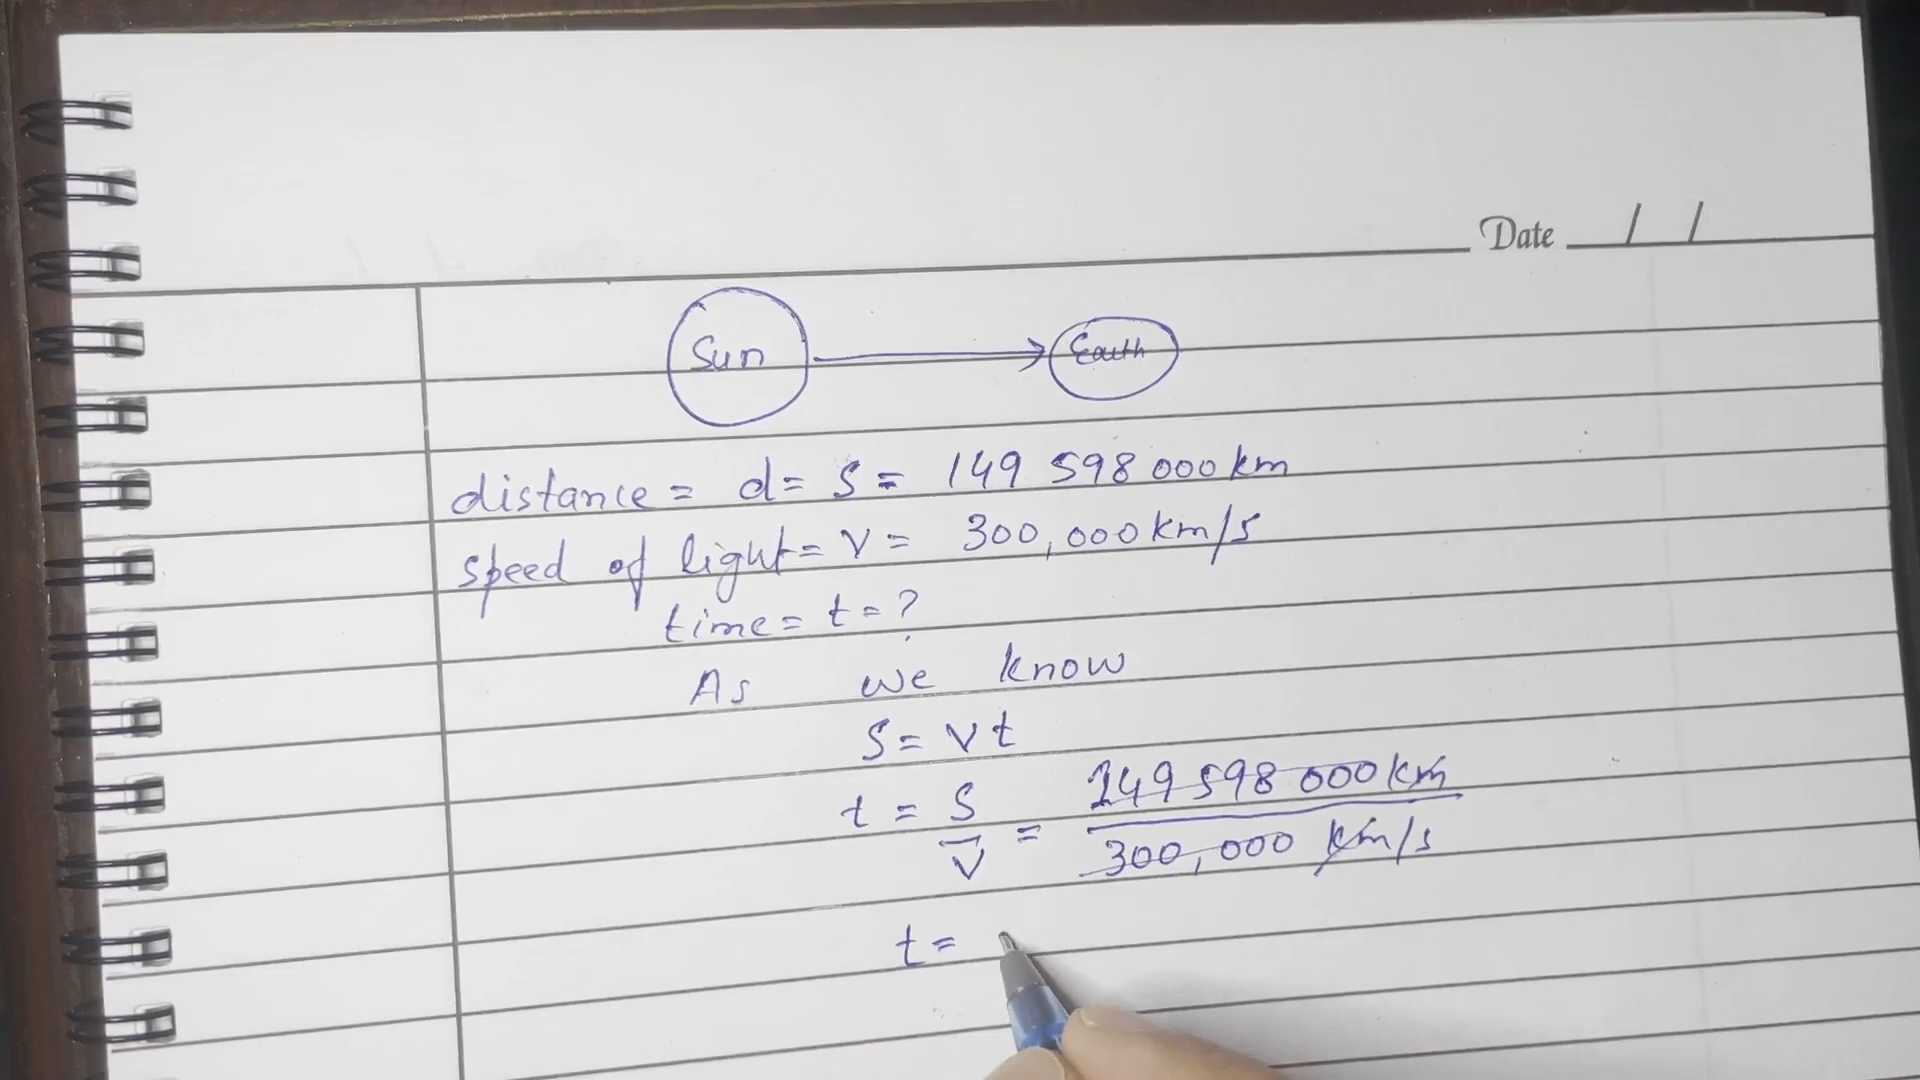 Date / /
Sun Earth
distance = d = S = 149 598 000 km
speed of light = v = 300,000 km/s
time = t = ?
As we know
S = vt
t = S/v = 149 598 000 km / 300,000 km/s
t =